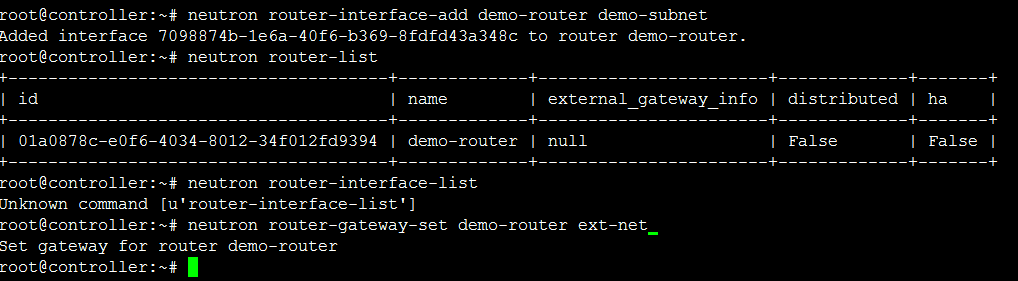 root@controller:~# neutron router-interface-add demo-router demo-subnet
Added interface 7098874b-1e6a-40f6-b369-8fdfd43a348c to router demo-router.
root@controller:~# neutron router-list
+--------------------------------------+-------------+-----------------------+-------------+-------+
| id                                   | name        | external_gateway_info | distributed | ha    |
+--------------------------------------+-------------+-----------------------+-------------+-------+
| 01a0878c-e0f6-4034-8012-34f012fd9394 | demo-router | null                  | False       | False |
+--------------------------------------+-------------+-----------------------+-------------+-------+
root@controller:~# neutron router-interface-list
Unknown command [u'router-interface-list']
root@controller:~# neutron router-gateway-set demo-router ext-net
Set gateway for router demo-router
root@controller:~#